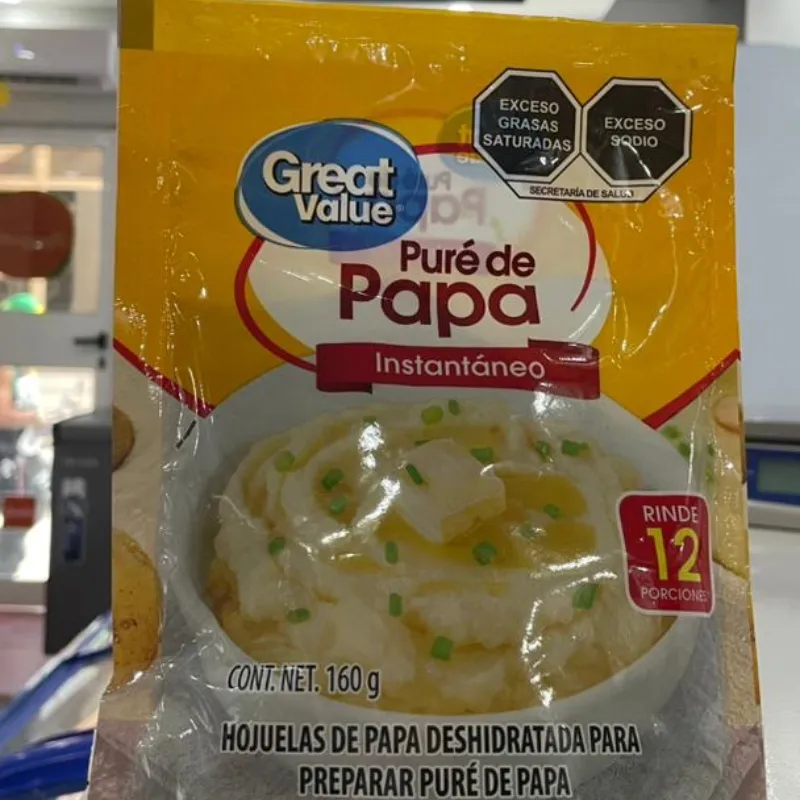 EXCESO
GRASAS
SATURADAS
EXCESO
SODIO
SECRETARÍA DE SALUD
Great
Value
Puré de
Papa
Instantáneo
RINDE
12
PORCIONES
CONT. NET. 160 g
HOJUELAS DE PAPA DESHIDRATADA PARA
PREPARAR PURÉ DE PAPA